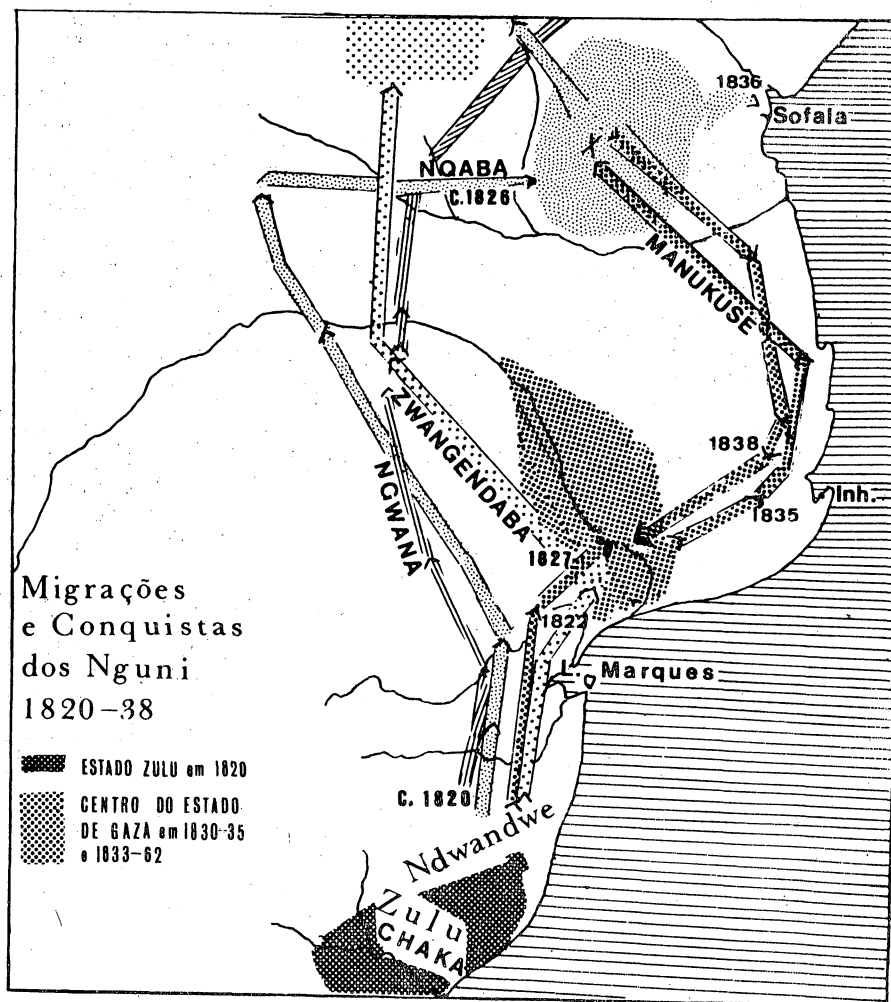 1836
Sofala
NQABA
C.1826
MANUKUSE
ZWANGENDABA
NGWANA
1838
Inh.
1835
1827
1822
L. Marques
Migrações
e Conquistas
dos Nguni
1820-38
ESTADO ZULU em 1820
CENTRO DO ESTADO
DE GAZA em 1830-35
e 1833-62
C. 1820
Ndwandwe
Zulu
CHAKA